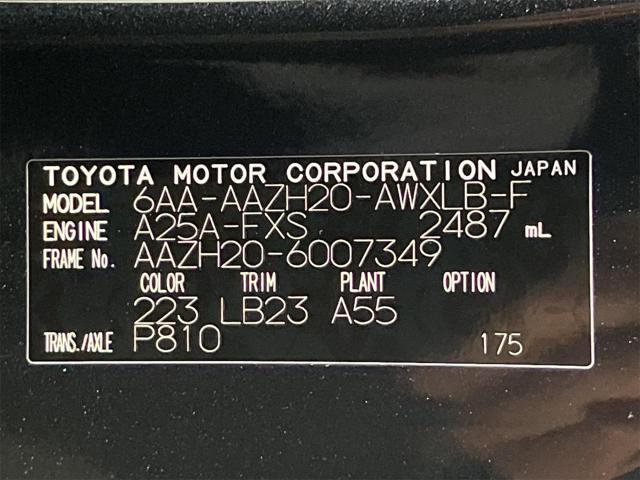 TOYOTA MOTOR CORPORATION JAPAN
MODEL 6AA-AAZH20-AWXLB-F
ENGINE A25A-FXS 2487 mL
FRAME No. AAZH20-6007349
COLOR TRIM PLANT OPTION
223 LB23 A55
TRANS./AXLE P810 175